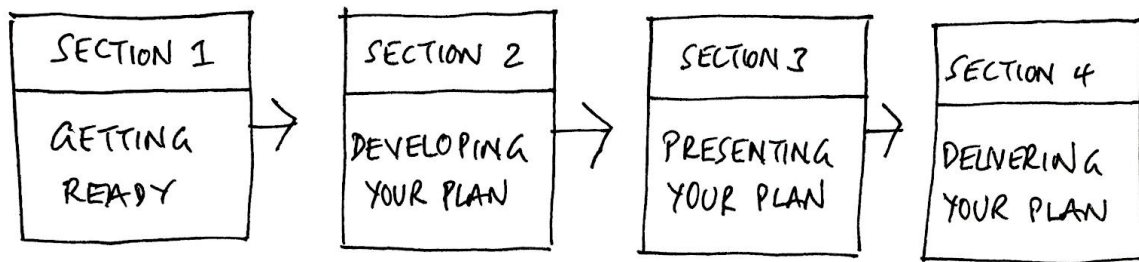 SECTION 1
GETTING
READY
SECTION 2
DEVELOPING
YOUR PLAN
SECTION 3
PRESENTING
YOUR PLAN
SECTION 4
DELIVERING
YOUR PLAN